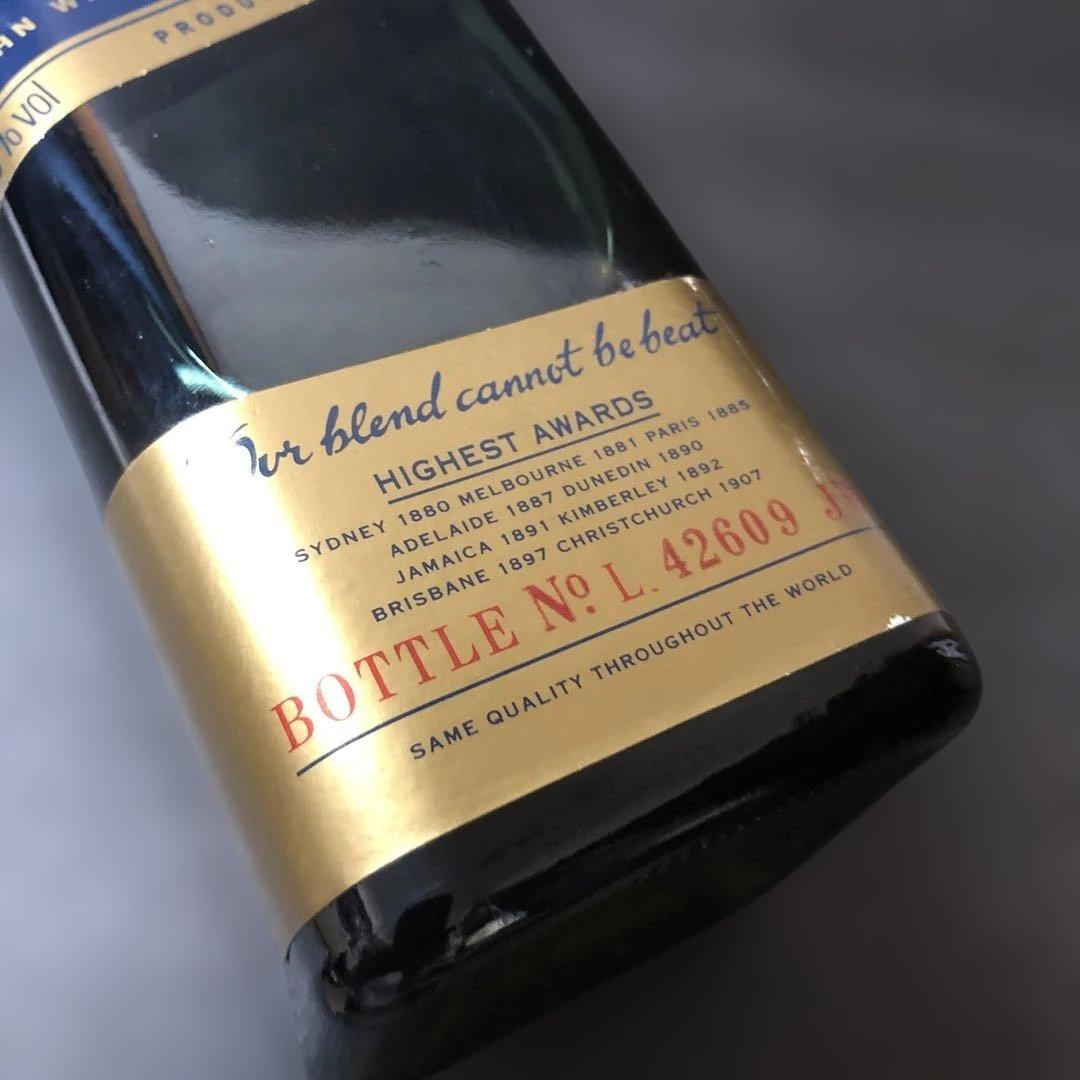 % vol
Our blend cannot be beat
HIGHEST AWARDS
SYDNEY 1880 MELBOURNE 1881 PARIS 1885
ADELAIDE 1887 DUNEDIN 1890
JAMAICA 1891 KIMBERLEY 1892
BRISBANE 1897 CHRISTCHURCH 1907
BOTTLE No. L. 42609
SAME QUALITY THROUGHOUT THE WORLD